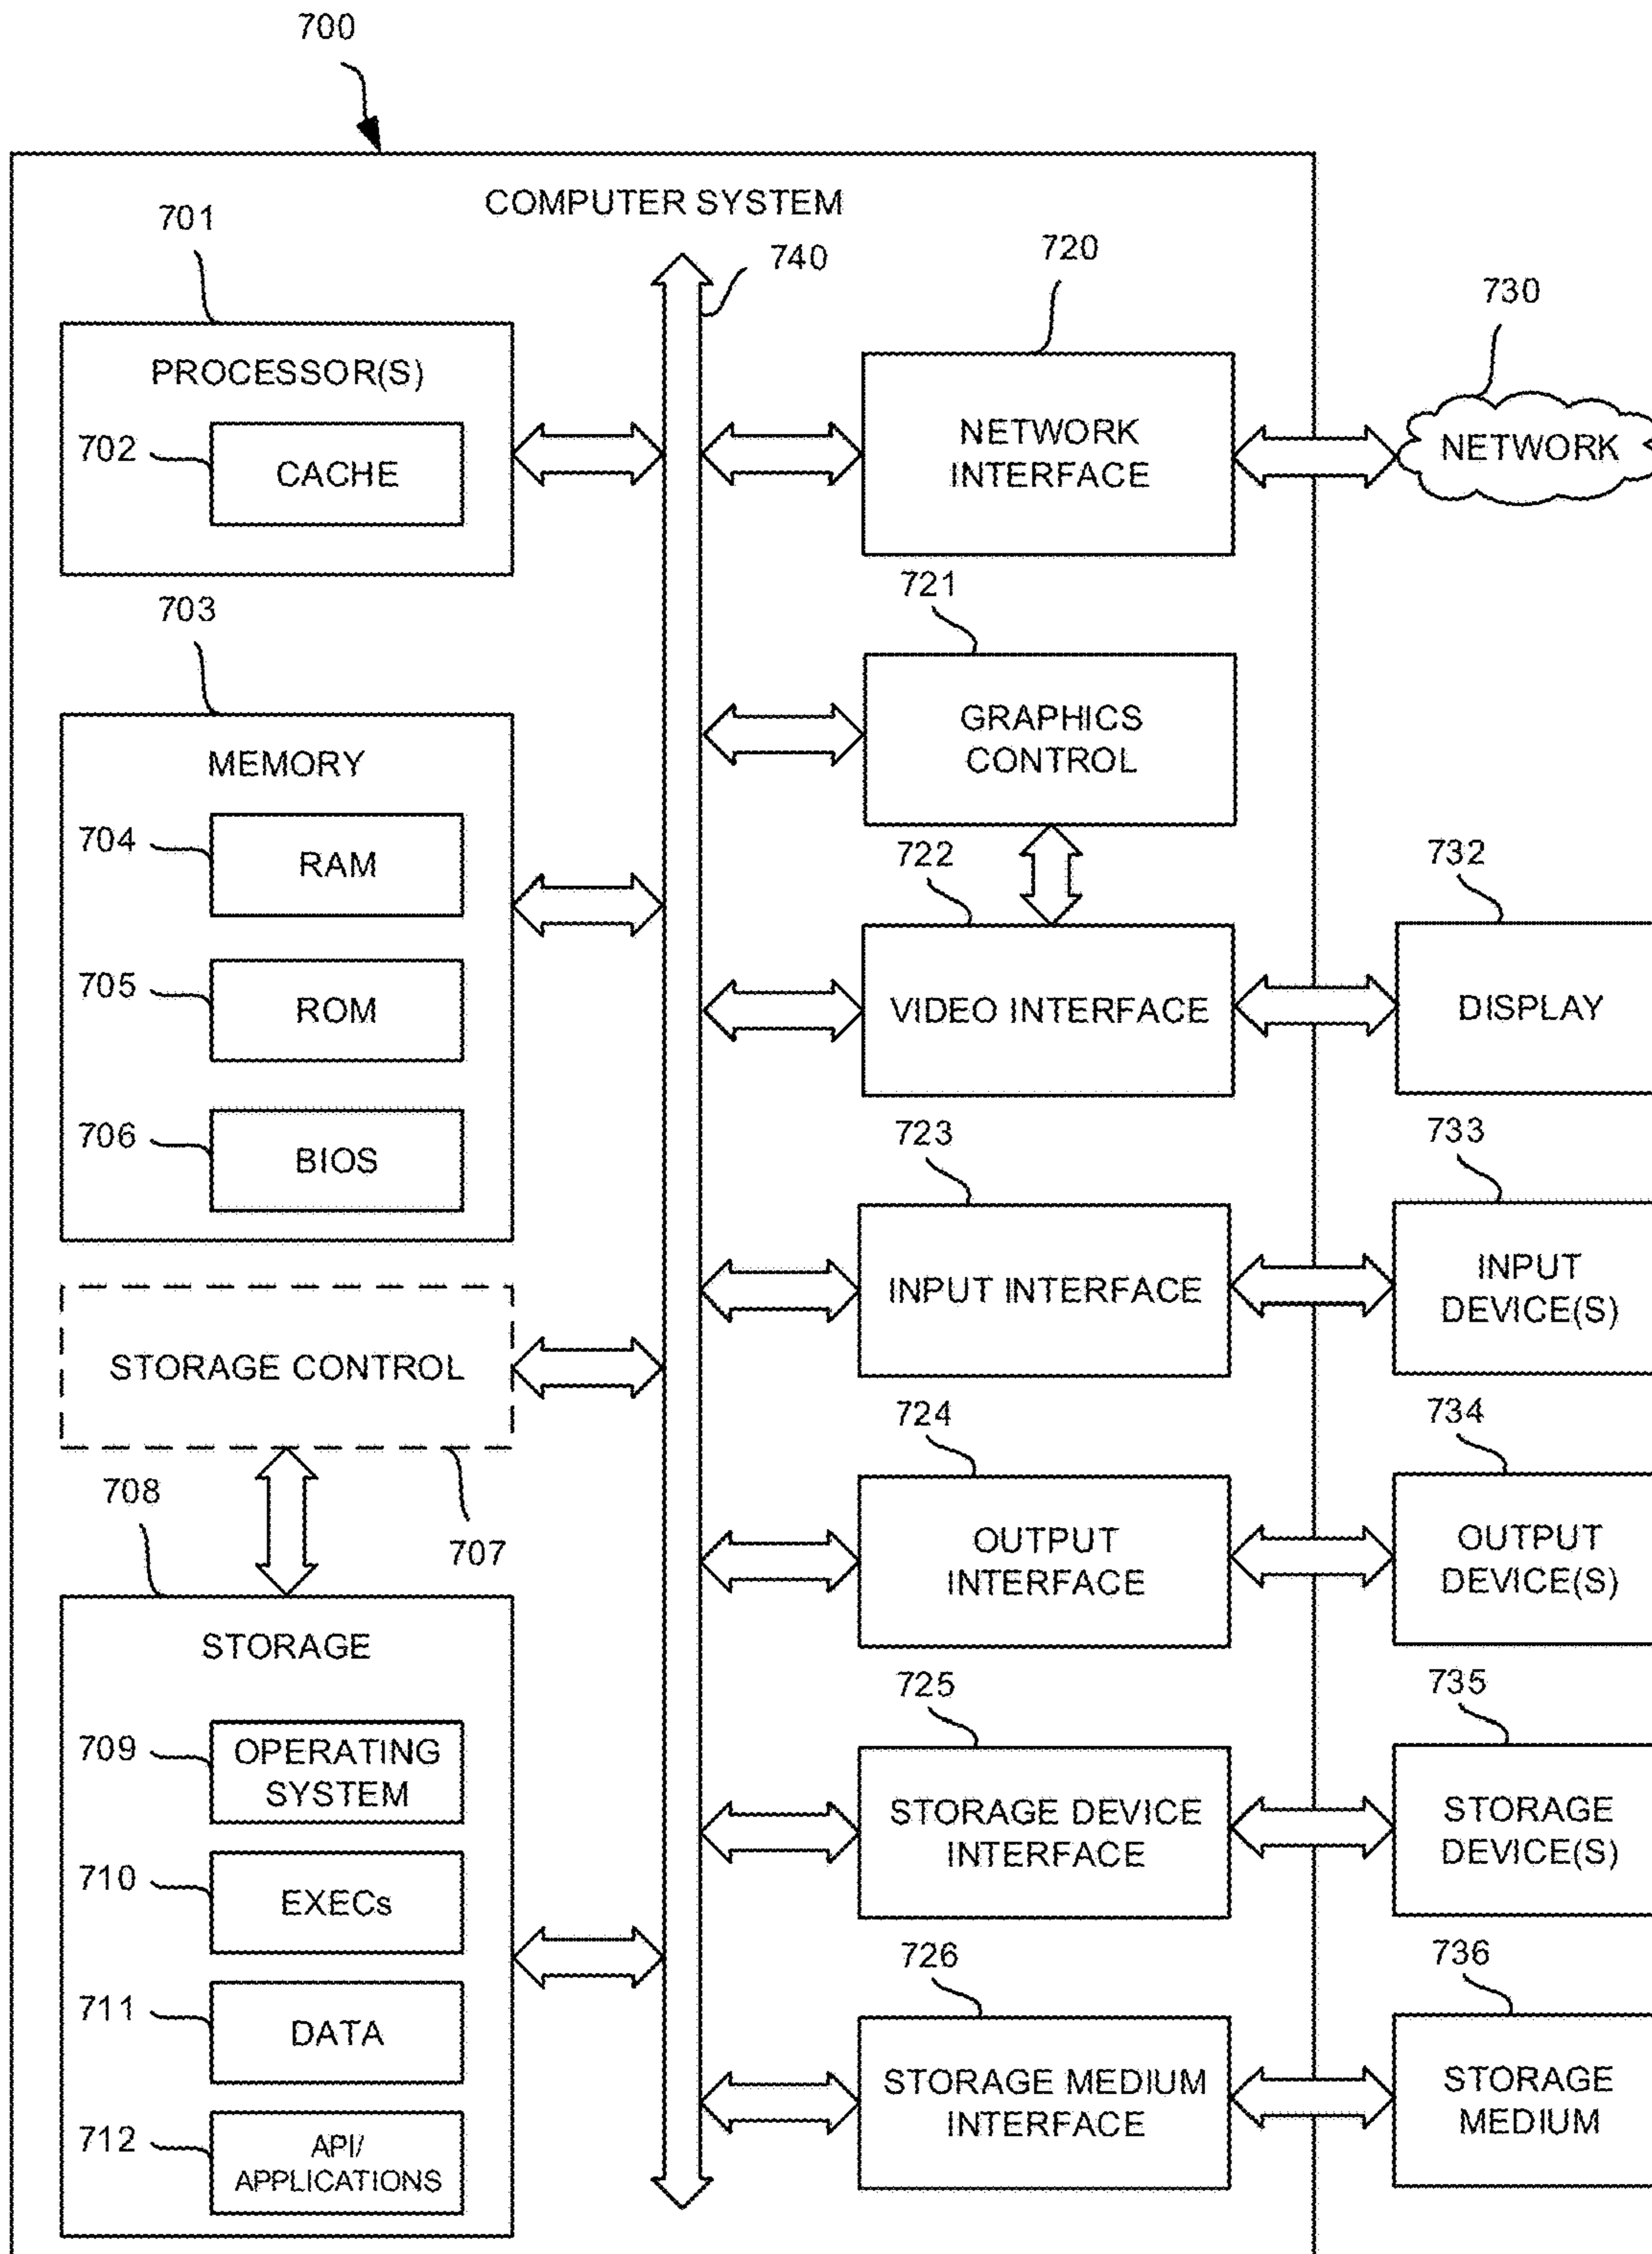 700
COMPUTER SYSTEM
701
740
720
730
PROCESSOR(S)
702
CACHE
NETWORK
INTERFACE
NETWORK
703
721
MEMORY
GRAPHICS
CONTROL
704
RAM
722
732
705
ROM
VIDEO INTERFACE
DISPLAY
706
BIOS
723
733
INPUT INTERFACE
INPUT
DEVICE(S)
STORAGE CONTROL
707
724
734
708
OUTPUT
INTERFACE
OUTPUT
DEVICE(S)
STORAGE
725
735
709
OPERATING
SYSTEM
STORAGE DEVICE
INTERFACE
STORAGE
DEVICE(S)
710
EXECs
726
736
711
DATA
STORAGE MEDIUM
INTERFACE
STORAGE
MEDIUM
712
API/
APPLICATIONS